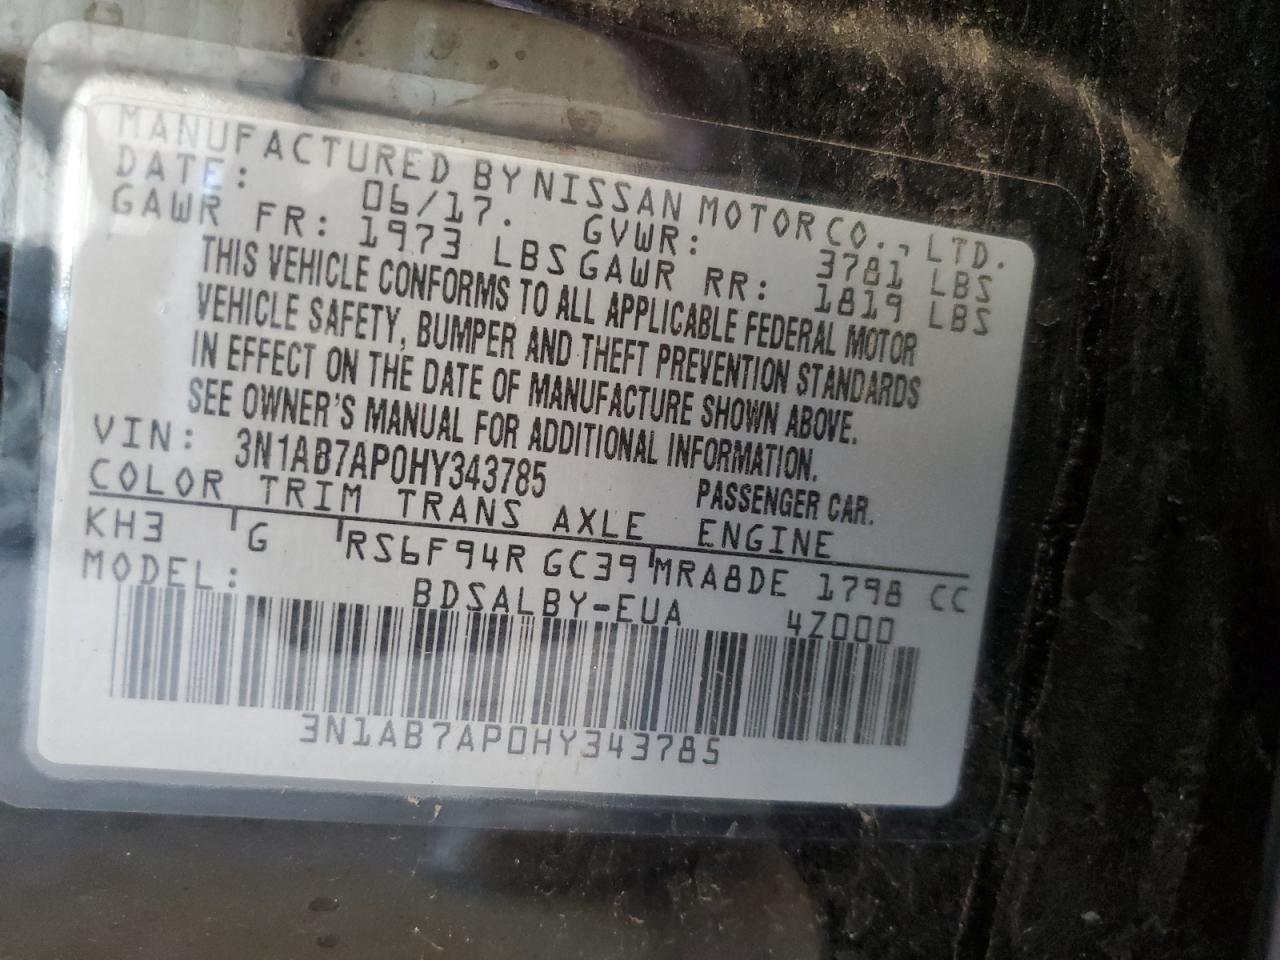 MANUFACTURED BY NISSAN MOTOR CO., LTD.
DATE: 06/17. GVWR: 3781 LBS
GAWR FR: 1973 LBS GAWR RR: 1819 LBS
THIS VEHICLE CONFORMS TO ALL APPLICABLE FEDERAL MOTOR
VEHICLE SAFETY, BUMPER AND THEFT PREVENTION STANDARDS
IN EFFECT ON THE DATE OF MANUFACTURE SHOWN ABOVE.
SEE OWNER'S MANUAL FOR ADDITIONAL INFORMATION.
VIN: 3N1AB7AP0HY343785 PASSENGER CAR.
COLOR TRIM TRANS AXLE ENGINE
KH3 G RS6F94R GC39 MRA8DE 1798 CC
MODEL: BDSALBY-EUA 4Z000
3N1AB7AP0HY343785